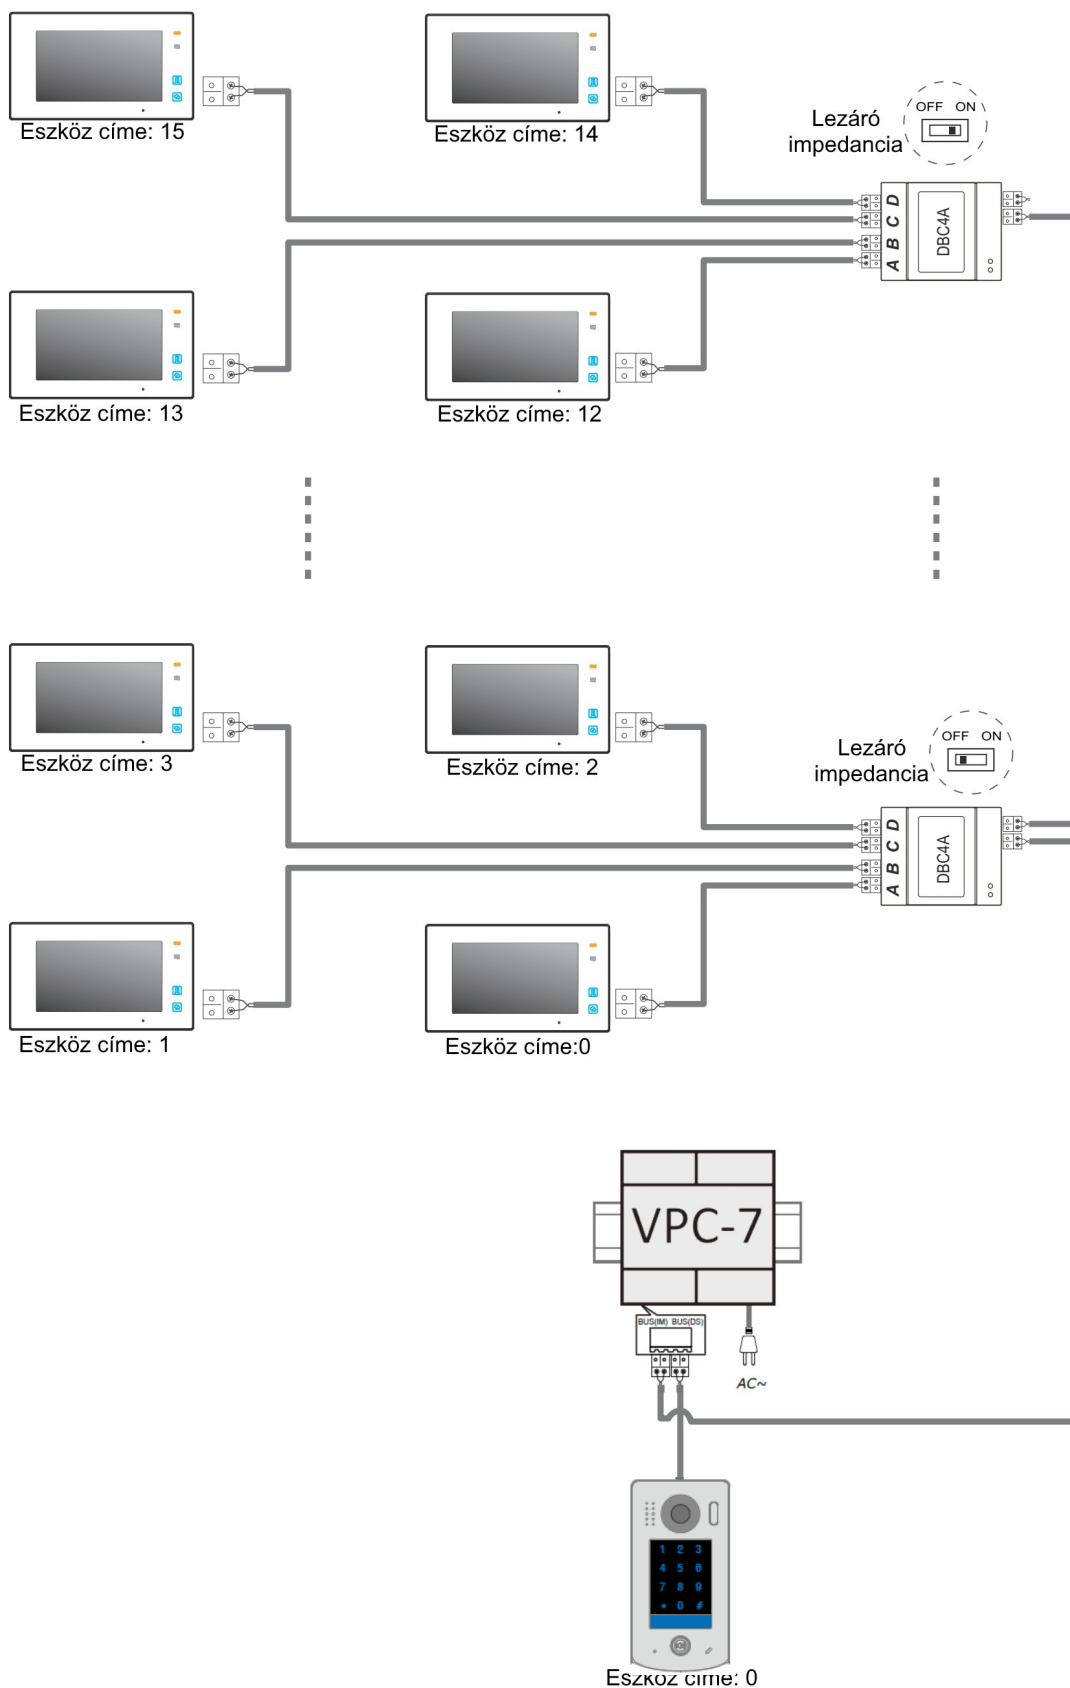 Eszköz címe: 15
Eszköz címe: 14
Lezáró
impedancia
OFF ON
D
C
B
A
DBC4A
Eszköz címe: 13
Eszköz címe: 12
Eszköz címe: 3
Eszköz címe: 2
Lezáró
impedancia
OFF ON
D
C
B
A
DBC4A
Eszköz címe: 1
Eszköz címe:0
VPC-7
BUS(IM) BUS(DS)
AC~
1 2 3
4 5 6
7 8 9
* 0 #
Eszköz címe: 0